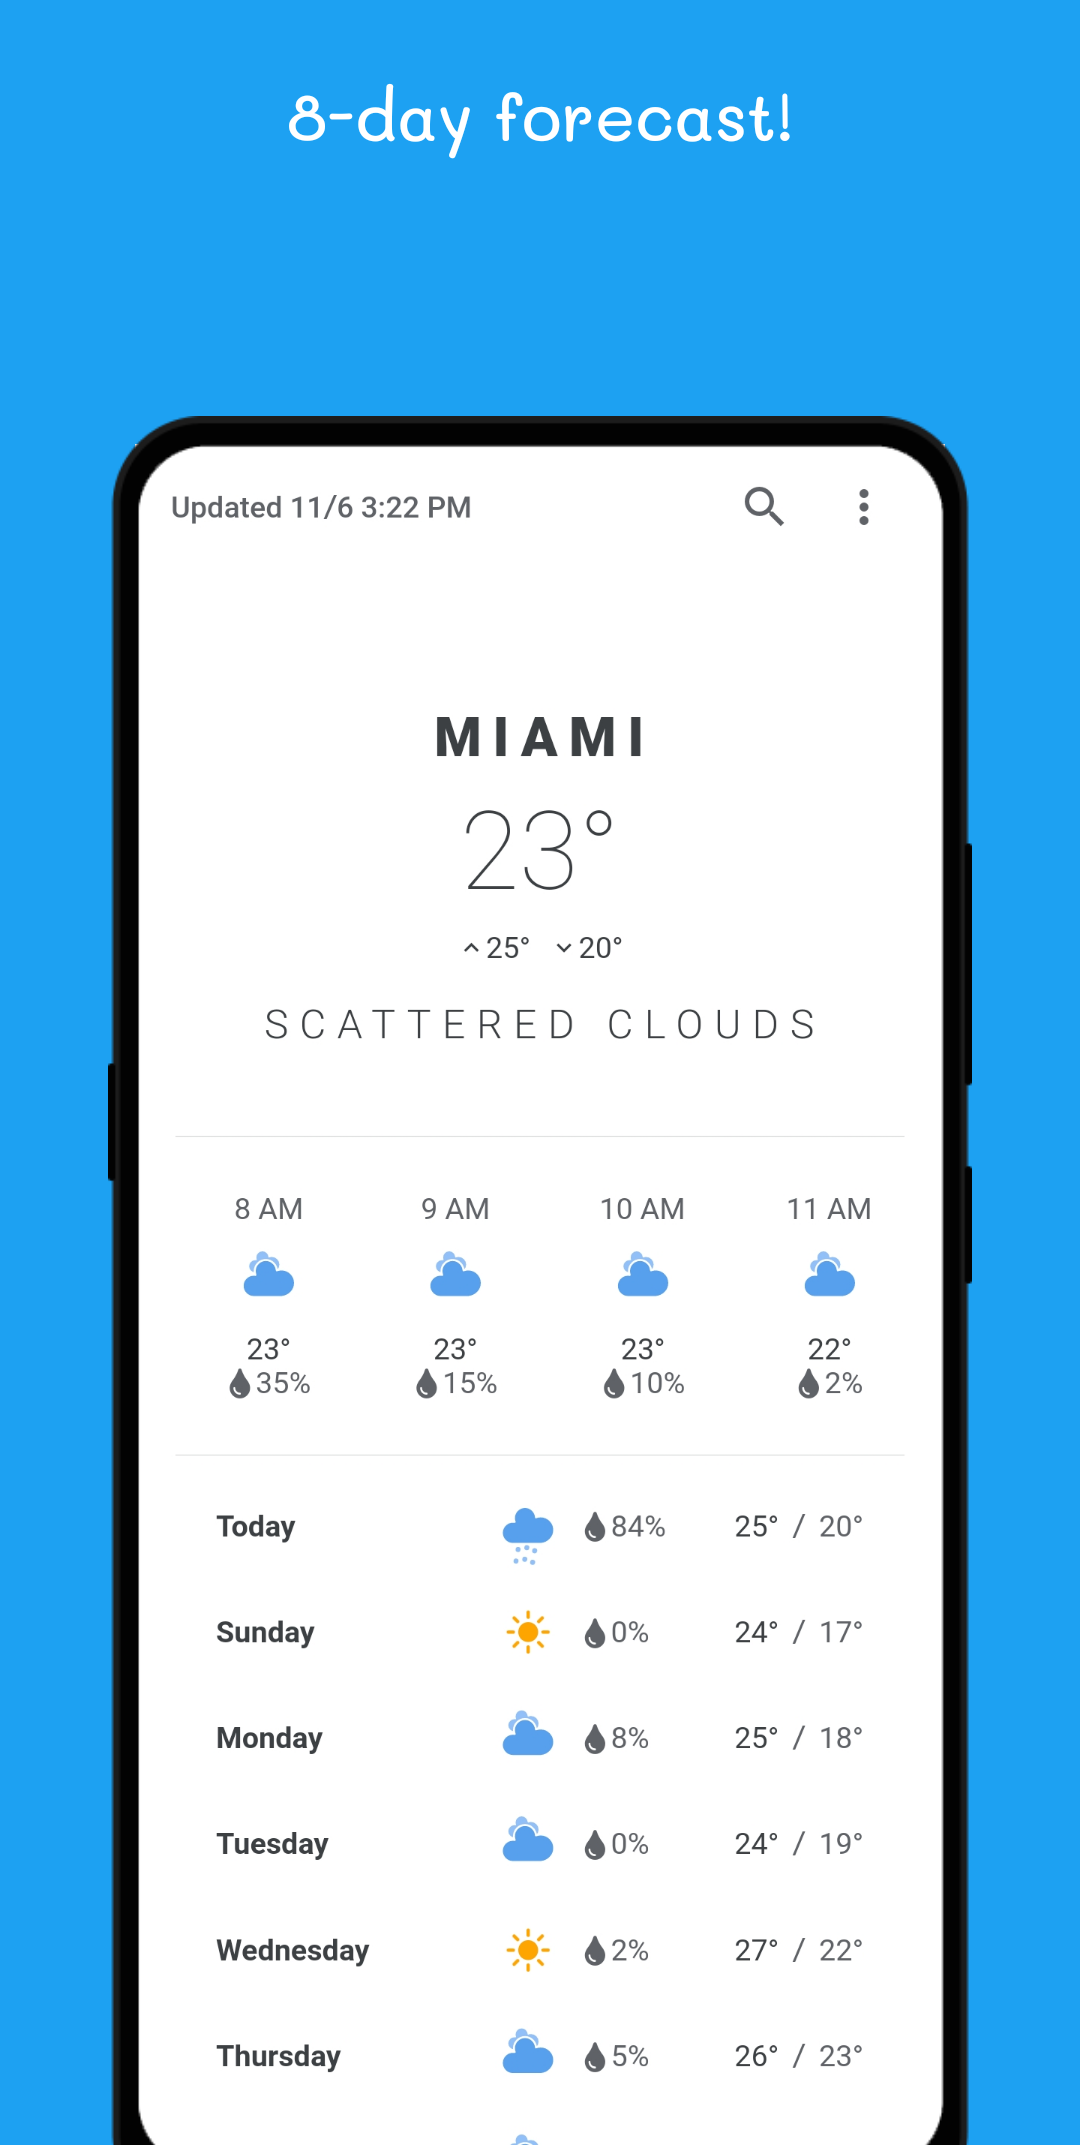 8-day forecast!
Updated 11/6 3:22 PM
MIAMI
23°
25° 20°
SCATTERED CLOUDS
8 AM 9 AM 10 AM 11 AM
23° 23° 23° 22°
35% 15% 10% 2%
Today 84% 25° / 20°
Sunday 0% 24° / 17°
Monday 8% 25° / 18°
Tuesday 0% 24° / 19°
Wednesday 2% 27° / 22°
Thursday 5% 26° / 23°